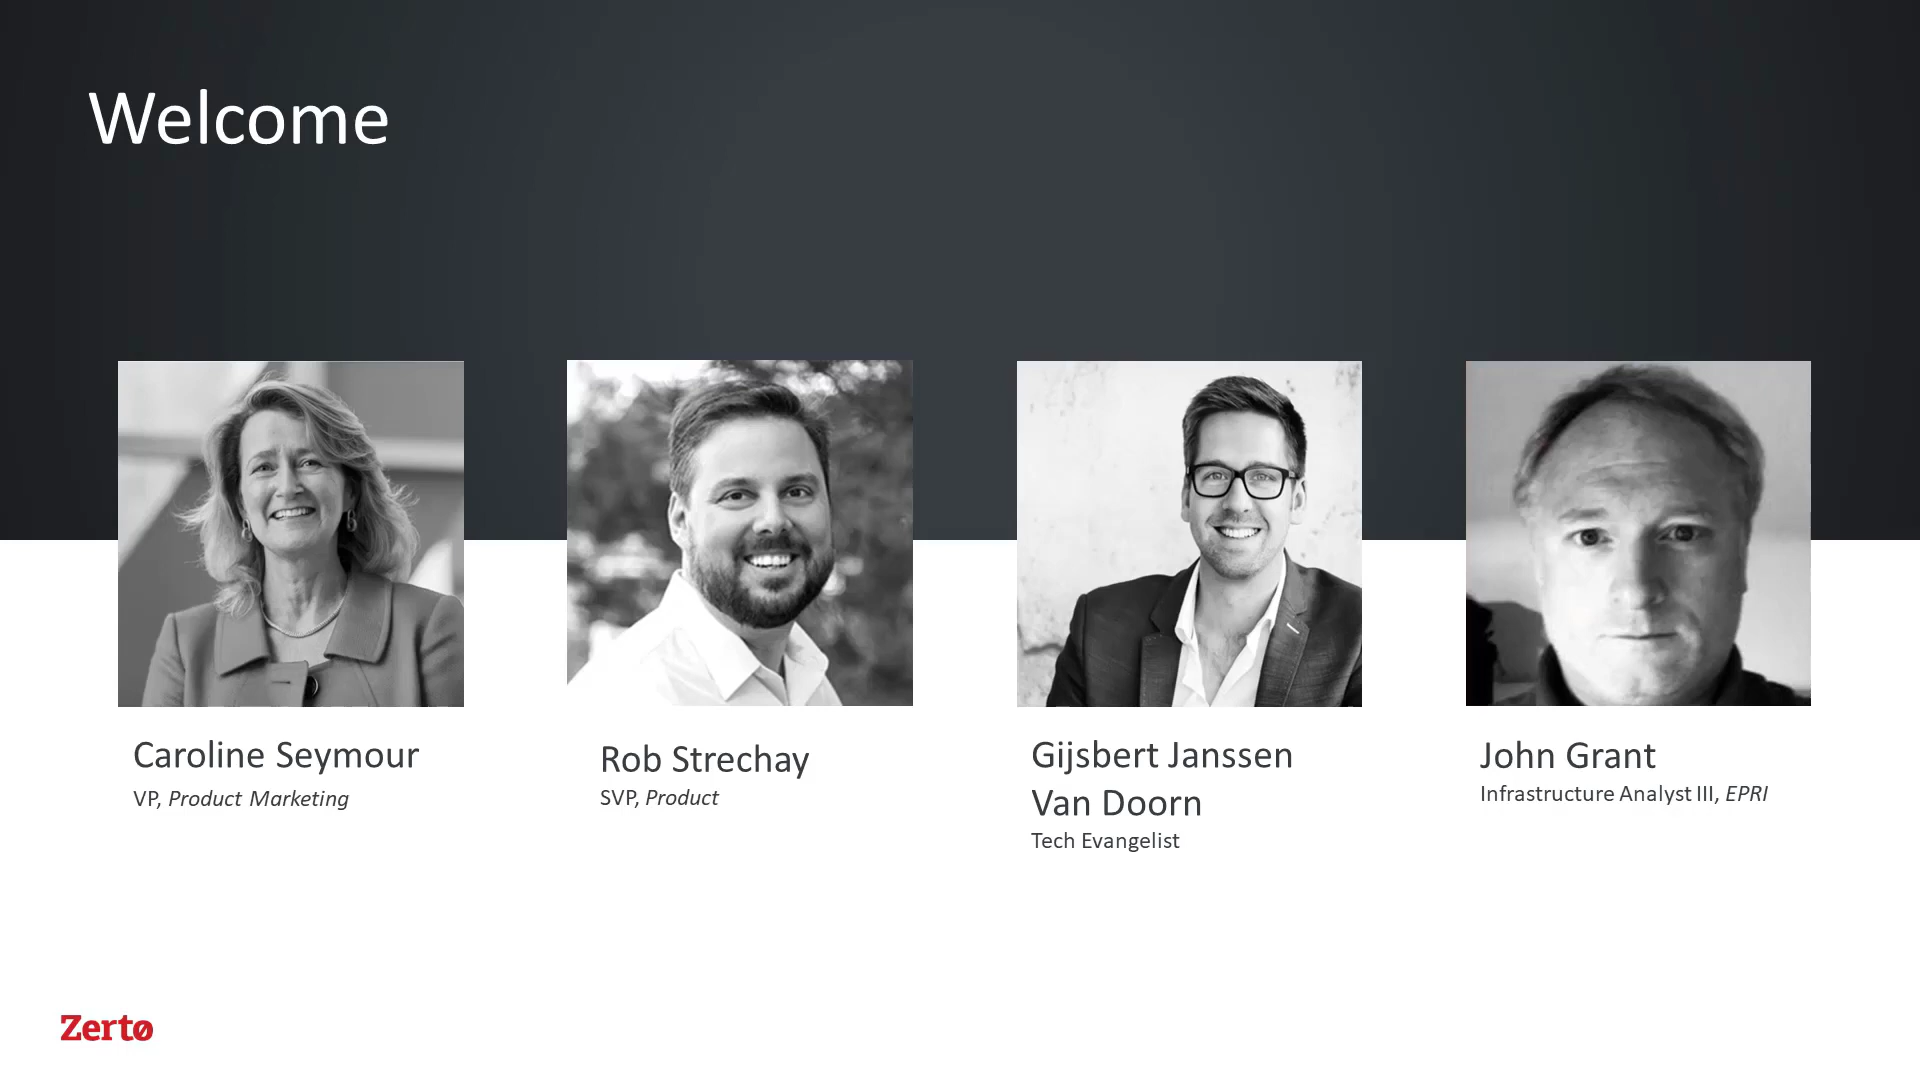 Welcome
Caroline Seymour
VP, Product Marketing
Rob Strechay
SVP, Product
Gijsbert Janssen
Van Doorn
Tech Evangelist
John Grant
Infrastructure Analyst III, EPRI
Zerto